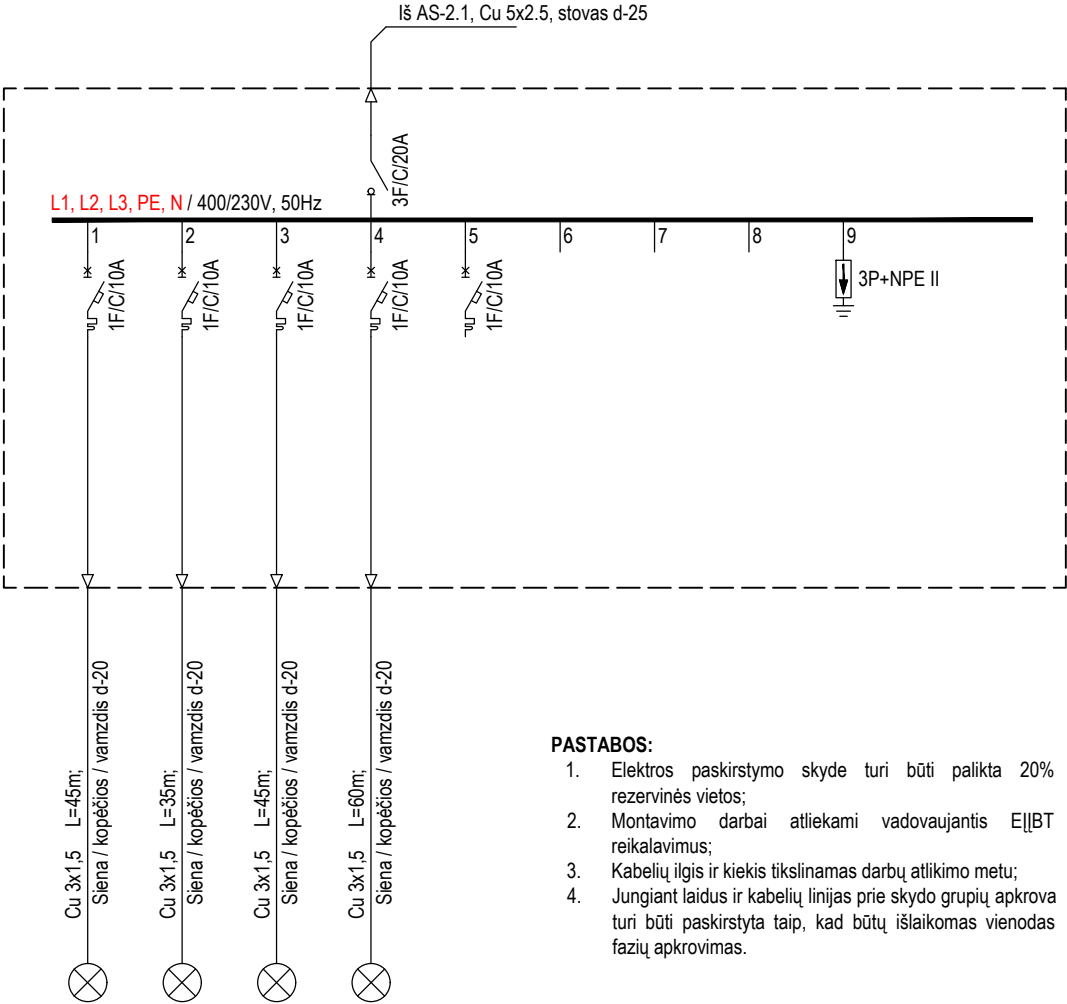 Iš AS-2.1, Cu 5x2.5, stovas d-25
3F/C/20A
L1, L2, L3, PE, N / 400/230V, 50Hz
1
2
3
4
5
6
7
8
9
1F/C/10A
1F/C/10A
1F/C/10A
1F/C/10A
1F/C/10A
3P+NPE II
Cu 3x1,5 L=45m;
Siena / kopėčios / vamzdis d-20
Cu 3x1,5 L=35m;
Siena / kopėčios / vamzdis d-20
Cu 3x1,5 L=45m;
Siena / kopėčios / vamzdis d-20
Cu 3x1,5 L=60m;
Siena / kopėčios / vamzdis d-20
PASTABOS:
1. Elektros paskirstymo skyde turi būti palikta 20%
rezervinės vietos;
2. Montavimo darbai atliekami vadovaujantis EĮĮBT
reikalavimus;
3. Kabelių ilgis ir kiekis tikslinamas darbų atlikimo metu;
4. Jungiant laidus ir kabelių linijas prie skydo grupių apkrova
turi būti paskirstyta taip, kad būtų išlaikomas vienodas
fazių apkrovimas.